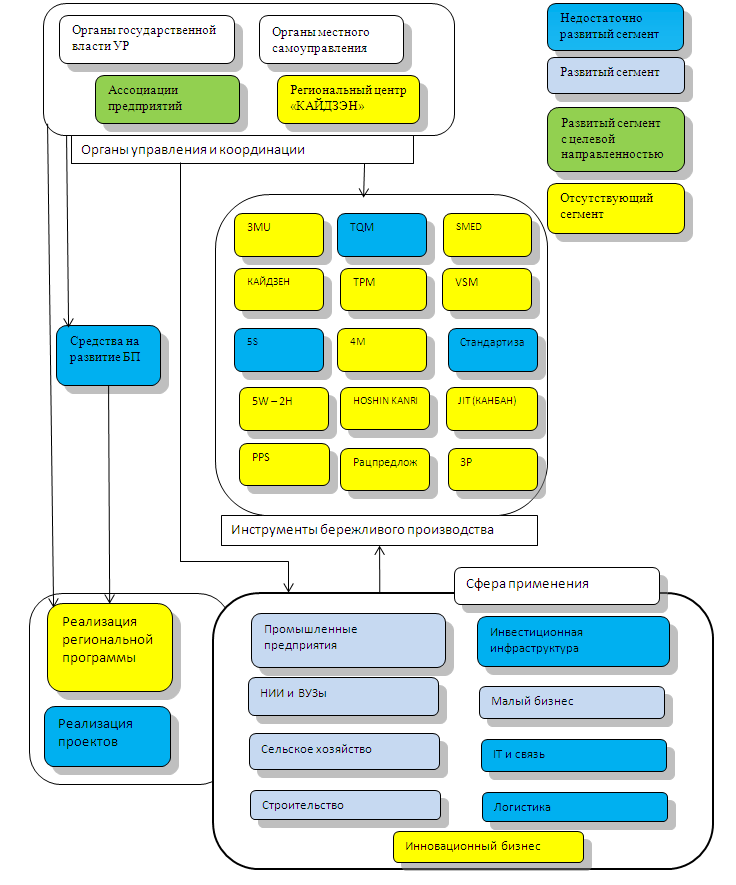 Органы государственной
власти УР
Органы местного
самоуправления
Ассоциации
предприятий
Региональный центр
«КАЙДЗЭН»
Органы управления и координации
Недостаточно
развитый сегмент
Развитый сегмент
Развитый сегмент
с целевой
направленностью
Отсутствующий
сегмент
3MU
TQM
SMED
КАЙДЗЕН
TPM
VSM
5S
4M
Стандартиза
5W – 2H
HOSHIN KANRI
JIT (КАНБАН)
PPS
Рацпредлож
3P
Инструменты бережливого производства
Средства на
развитие БП
Реализация
региональной
программы
Реализация
проектов
Сфера применения
Промышленные
предприятия
Инвестиционная
инфраструктура
НИИ и ВУЗы
Малый бизнес
Сельское хозяйство
IT и связь
Строительство
Логистика
Инновационный бизнес